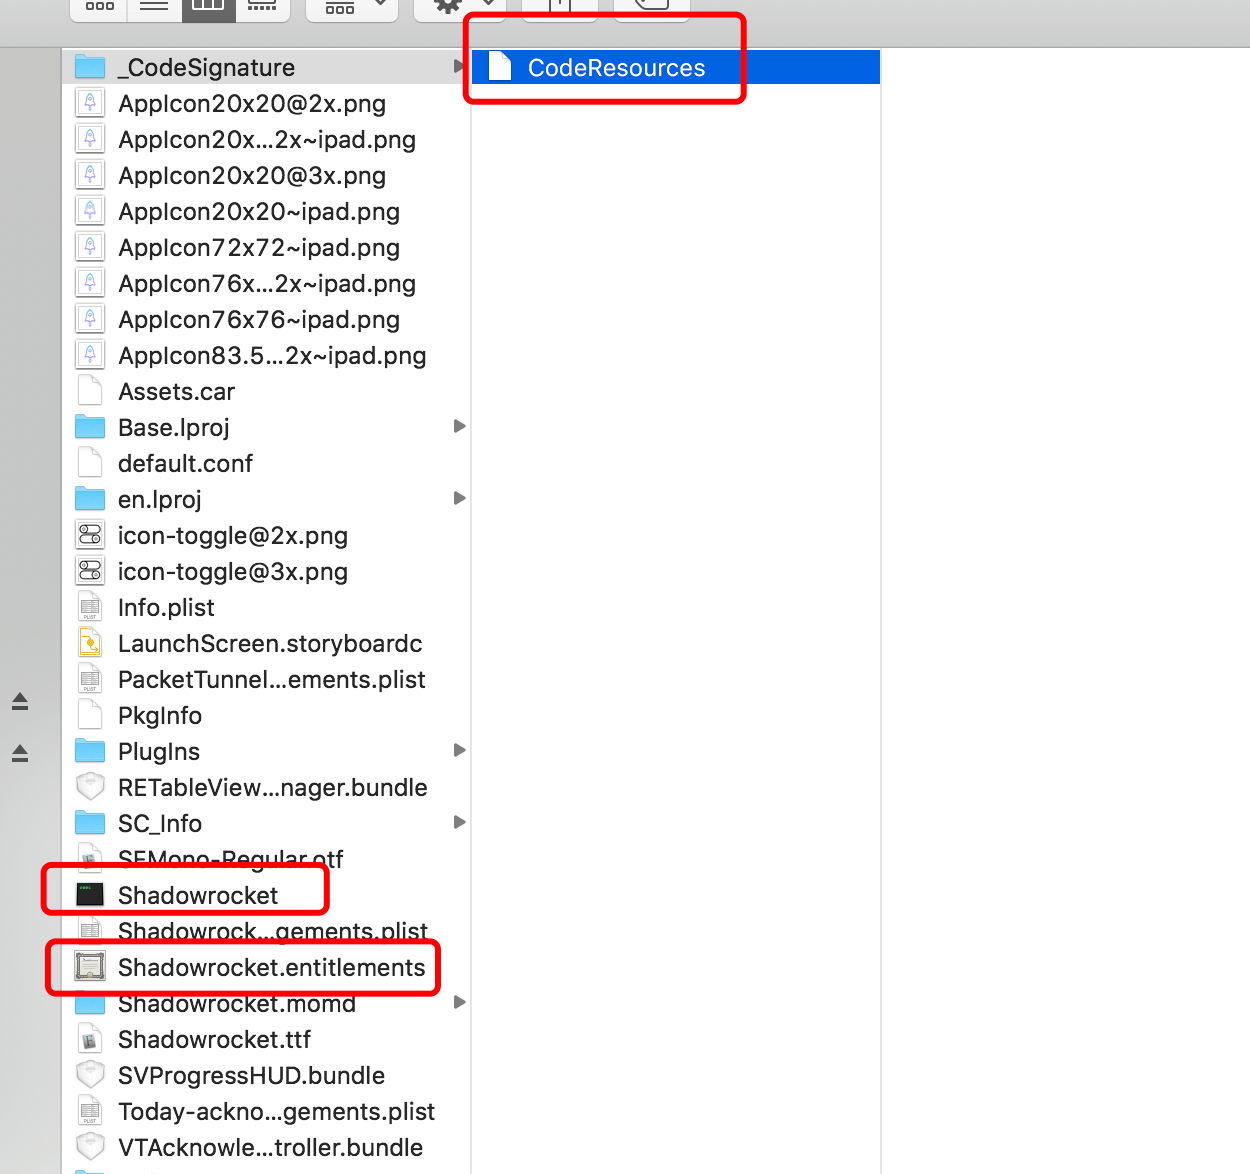 _CodeSignature
CodeResources
AppIcon20x20@2x.png
AppIcon20x...2x~ipad.png
AppIcon20x20@3x.png
AppIcon20x20~ipad.png
AppIcon72x72~ipad.png
AppIcon76x...2x~ipad.png
AppIcon76x76~ipad.png
AppIcon83.5...2x~ipad.png
Assets.car
Base.lproj
default.conf
en.lproj
icon-toggle@2x.png
icon-toggle@3x.png
Info.plist
LaunchScreen.storyboardc
PacketTunnel...ements.plist
PkgInfo
PlugIns
RETableView...nager.bundle
SC_Info
SFMono-Regular.otf
Shadowrocket
Shadowrock...gements.plist
Shadowrocket.entitlements
Shadowrocket.momd
Shadowrocket.ttf
SVProgressHUD.bundle
Today-ackno...gements.plist
VTAcknowle...troller.bundle